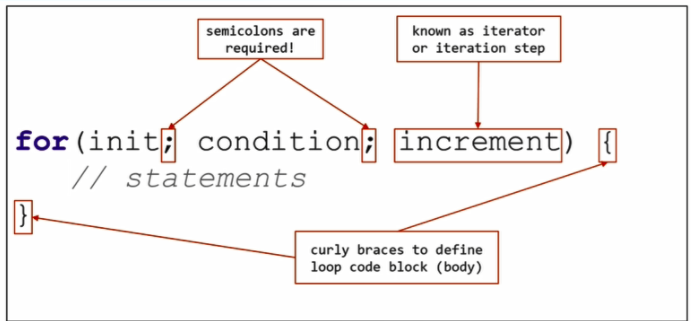 semicolons are
required!
known as iterator
or iteration step
for(init; condition; increment) {
// statements
}
curly braces to define
loop code block (body)